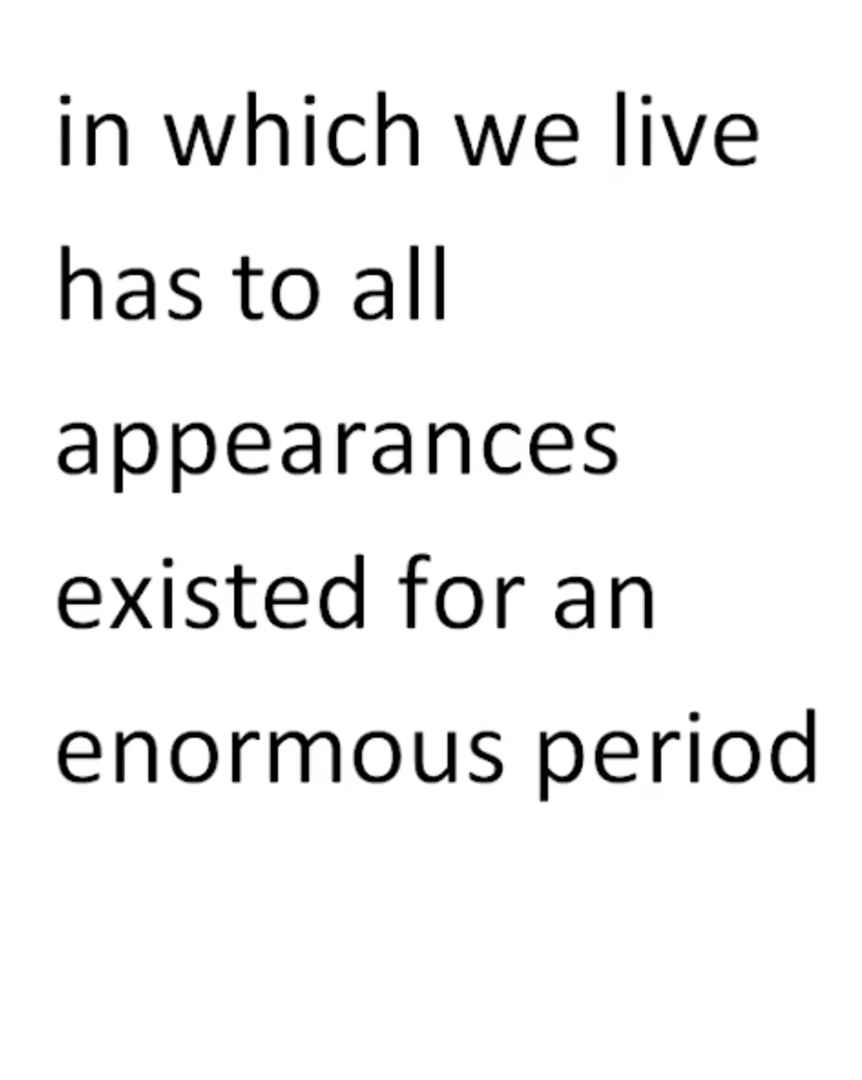 in which we live
has to all
appearances
existed for an
enormous period